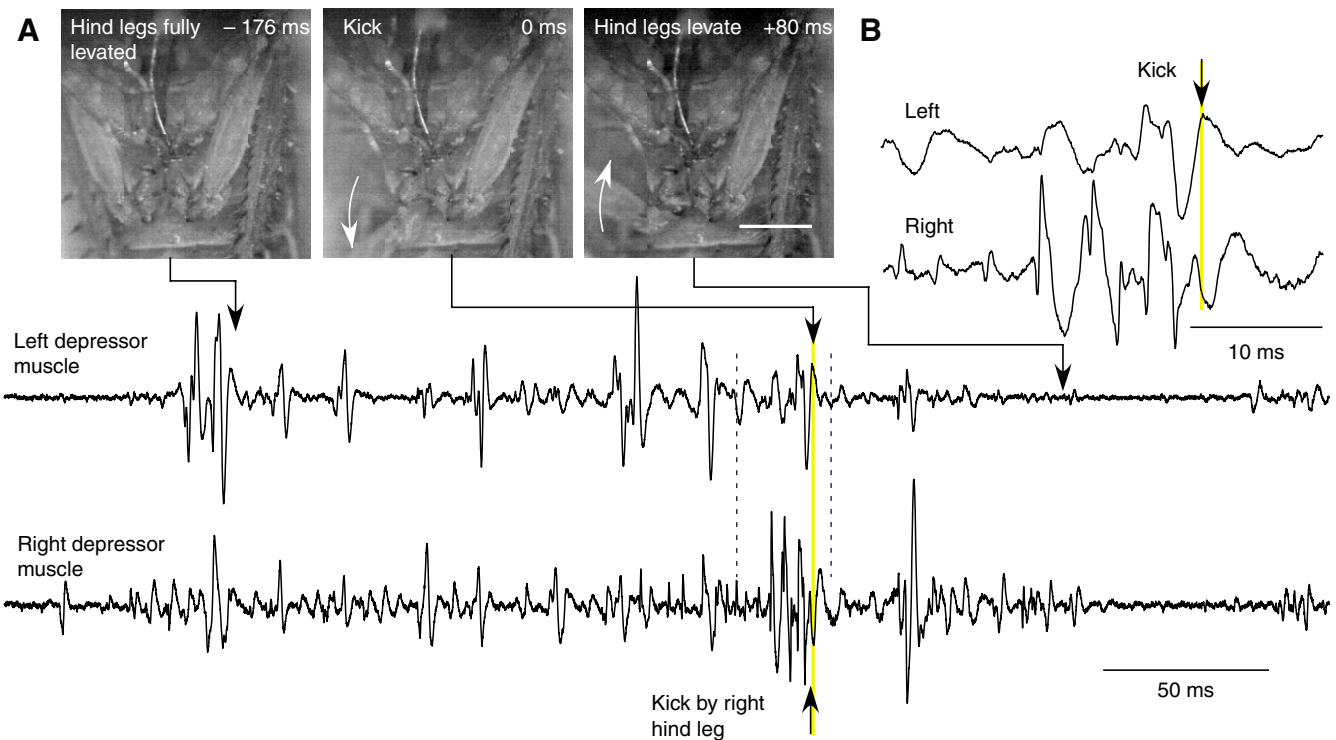 A
Hind legs fully – 176 ms
levated
Kick 0 ms
Hind legs levate +80 ms
B
Kick
Left
Right
10 ms
Left depressor
muscle
Right depressor
muscle
50 ms
Kick by right
hind leg